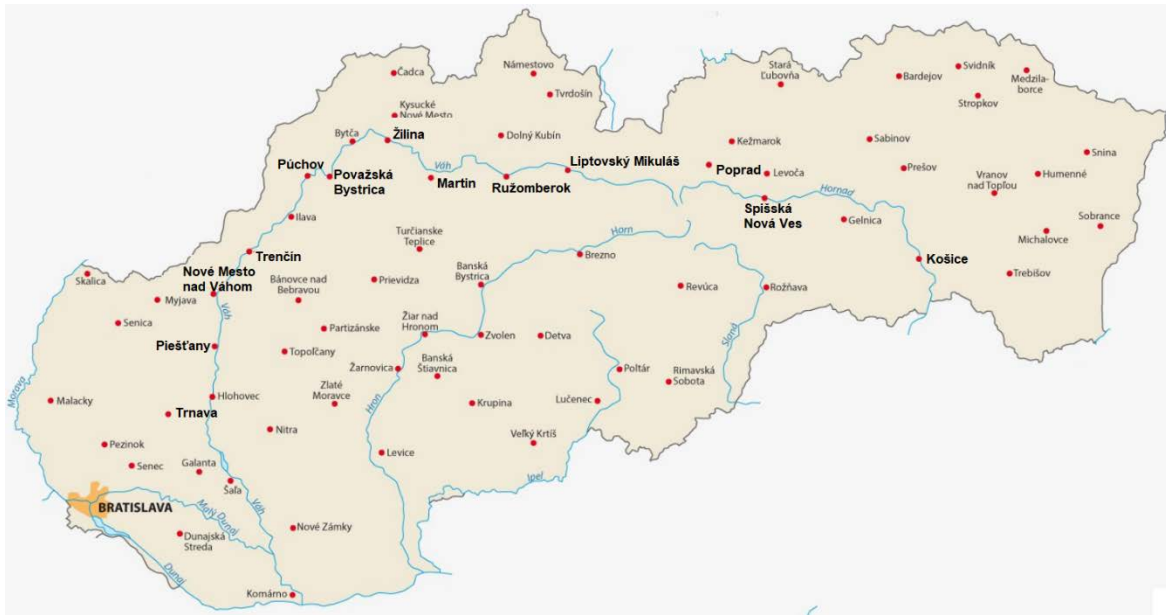 Čadca
Námestovo
Tvrdošín
Kysucké
Nové Mesto
Bytča
Žilina
Dolný Kubín
Stará
Ľubovňa
Bardejov
Svidník
Medzila-
borce
Stropkov
Kežmarok
Sabinov
Prešov
Snina
Humenné
Vranov
nad Topľou
Púchov
Považská
Bystrica
Váh
Martin
Ružomberok
Liptovský Mikuláš
Poprad
Levoča
Hornad
Spišská
Nová Ves
Gelnica
Sobrance
Michalovce
Košice
Trebišov
Ilava
Trenčín
Turčianske
Teplice
Horn
Brezno
Banská
Bystrica
Revúca
Rožňava
Slaná
Skalica
Nové Mesto
nad Váhom
Bánovce nad
Bebravou
Prievidza
Myjava
Váh
Senica
Partizánske
Žiar nad
Hronom
Zvolen
Detva
Piešťany
Topoľčany
Banská
Štiavnica
Žarnovica
Poltár
Rimavská
Sobota
Morava
Malacky
Hlohovec
Zlaté
Moravce
Hron
Krupina
Lučenec
Trnava
Nitra
Veľký Krtíš
Pezinok
Levice
Senec
Galanta
Šaľa
Ipel
BRATISLAVA
Malý Dunaj
Váh
Nové Zámky
Dunajská
Streda
Dunaj
Komárno